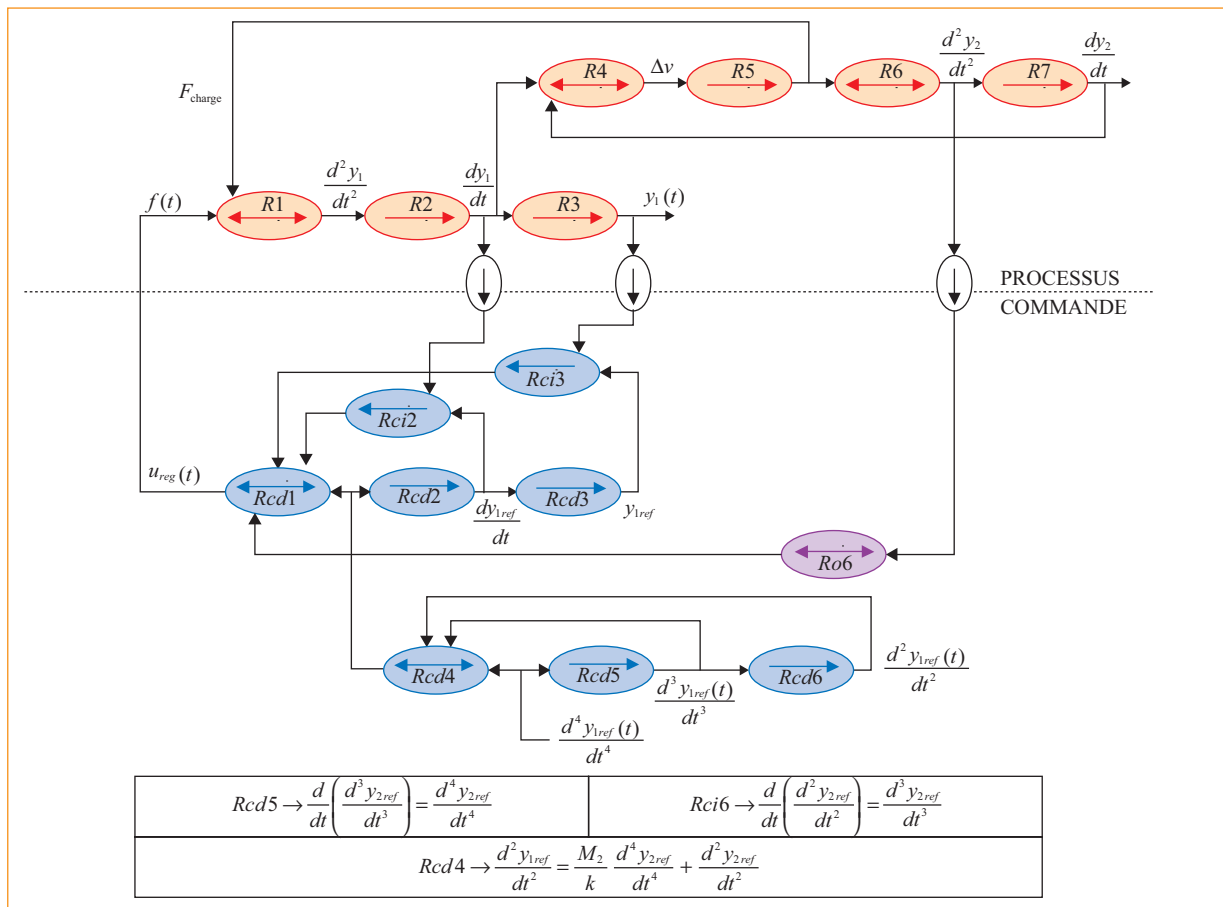 R4 Δv R5 R6 d²y₂/dt² R7 dy₂/dt
F_charge
f(t) R1 d²y₁/dt² R2 dy₁/dt R3 y₁(t)
PROCESSUS
COMMANDE
Rci3
Rci2
u_reg(t) Rcd1 Rcd2 dy_1ref/dt Rcd3 y_1ref
Ro6
Rcd4 Rcd5 d³y_1ref(t)/dt³ Rcd6 d²y_1ref(t)/dt²
d⁴y_1ref(t)/dt⁴
Rcd5 → d/dt (d³y_2ref/dt³) = d⁴y_2ref/dt⁴
Rci6 → d/dt (d²y_2ref/dt²) = d³y_2ref/dt³
Rcd4 → d²y_1ref/dt² = M₂/k d⁴y_2ref/dt⁴ + d²y_2ref/dt²